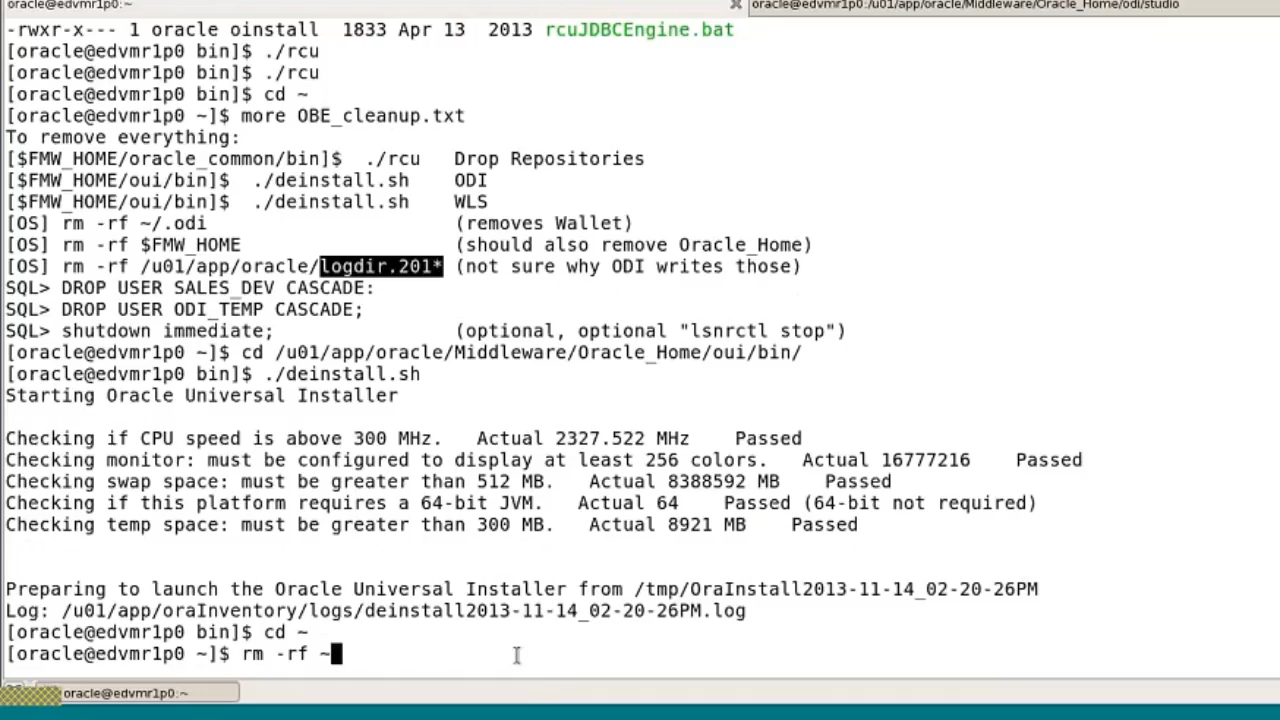 oracle@edvmr1p0:~
oracle@edvmr1p0:/u01/app/oracle/Middleware/Oracle_Home/odi/studio
-rwxr-x--- 1 oracle oinstall  1833 Apr 13  2013 rcuJDBCEngine.bat
[oracle@edvmr1p0 bin]$ ./rcu
[oracle@edvmr1p0 bin]$ ./rcu
[oracle@edvmr1p0 bin]$ cd ~
[oracle@edvmr1p0 ~]$ more OBE_cleanup.txt
To remove everything:
[$FMW_HOME/oracle_common/bin]$  ./rcu   Drop Repositories
[$FMW_HOME/oui/bin]$  ./deinstall.sh    ODI
[$FMW_HOME/oui/bin]$  ./deinstall.sh    WLS
[OS] rm -rf ~/.odi                      (removes Wallet)
[OS] rm -rf $FMW_HOME                   (should also remove Oracle_Home)
[OS] rm -rf /u01/app/oracle/logdir.201* (not sure why ODI writes those)
SQL> DROP USER SALES_DEV CASCADE:
SQL> DROP USER ODI_TEMP CASCADE;
SQL> shutdown immediate;                (optional, optional "lsnrctl stop")
[oracle@edvmr1p0 ~]$ cd /u01/app/oracle/Middleware/Oracle_Home/oui/bin/
[oracle@edvmr1p0 bin]$ ./deinstall.sh
Starting Oracle Universal Installer
Checking if CPU speed is above 300 MHz.   Actual 2327.522 MHz    Passed
Checking monitor: must be configured to display at least 256 colors.   Actual 16777216    Passed
Checking swap space: must be greater than 512 MB.   Actual 8388592 MB    Passed
Checking if this platform requires a 64-bit JVM.   Actual 64    Passed (64-bit not required)
Checking temp space: must be greater than 300 MB.   Actual 8921 MB    Passed
Preparing to launch the Oracle Universal Installer from /tmp/OraInstall2013-11-14_02-20-26PM
Log: /u01/app/oraInventory/logs/deinstall2013-11-14_02-20-26PM.log
[oracle@edvmr1p0 bin]$ cd ~
[oracle@edvmr1p0 ~]$ rm -rf ~
oracle@edvmr1p0:~